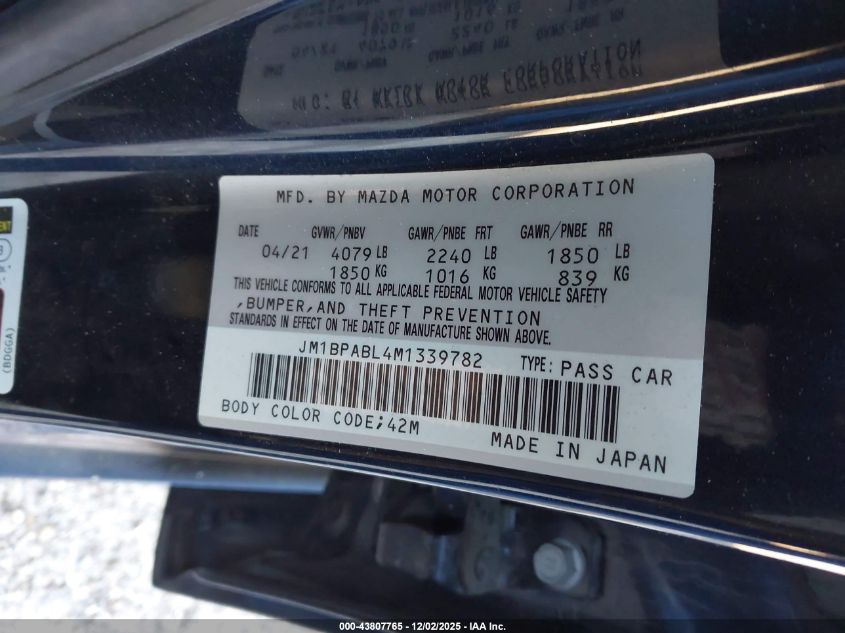 MFD. BY MAZDA MOTOR CORPORATION
DATE GVWR/PNBV GAWR/PNBE FRT GAWR/PNBE RR
04/21 4079 LB 2240 LB 1850 LB
1850 KG 1016 KG 839 KG
THIS VEHICLE CONFORMS TO ALL APPLICABLE FEDERAL MOTOR VEHICLE SAFETY
,BUMPER,AND THEFT PREVENTION
STANDARDS IN EFFECT ON THE DATE OF MANUFACTURE SHOWN ABOVE.
JM1BPABL4M1339782 TYPE: PASS CAR
BODY COLOR CODE;42M
MADE IN JAPAN
(BDGGA)
000-43807765 - 12/02/2025 - IAA Inc.